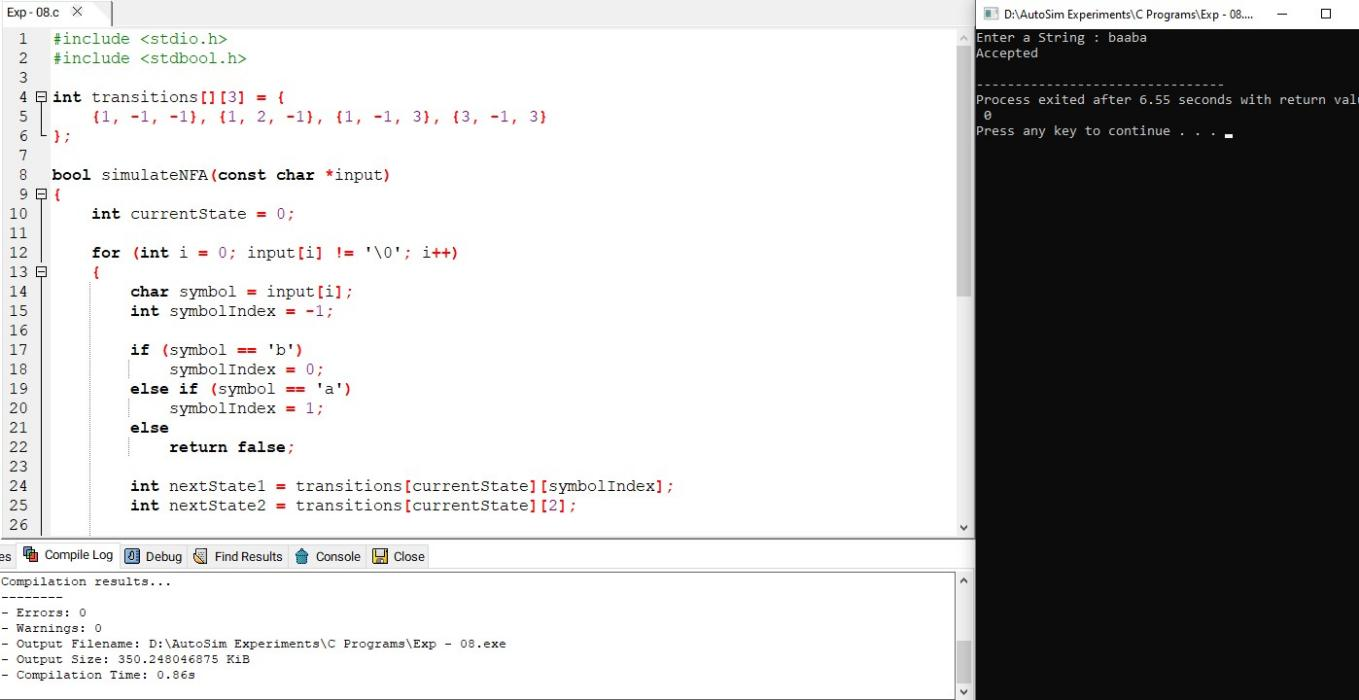 Exp - 08.c
1 #include <stdio.h>
2 #include <stdbool.h>
3
4 int transitions[][3] = {
5 {1, -1, -1}, {1, 2, -1}, {1, -1, 3}, {3, -1, 3}
6 };
7
8 bool simulateNFA(const char *input)
9 {
10 int currentState = 0;
11
12 for (int i = 0; input[i] != '\0'; i++)
13 {
14 char symbol = input[i];
15 int symbolIndex = -1;
16
17 if (symbol == 'b')
18 symbolIndex = 0;
19 else if (symbol == 'a')
20 symbolIndex = 1;
21 else
22 return false;
23
24 int nextState1 = transitions[currentState][symbolIndex];
25 int nextState2 = transitions[currentState][2];
26
es Compile Log Debug Find Results Console Close
Compilation results...
--------
- Errors: 0
- Warnings: 0
- Output Filename: D:\AutoSim Experiments\C Programs\Exp - 08.exe
- Output Size: 350.248046875 KiB
- Compilation Time: 0.86s
D:\AutoSim Experiments\C Programs\Exp - 08....
Enter a String : baaba
Accepted
--------------------------------
Process exited after 6.55 seconds with return val
0
Press any key to continue . . .